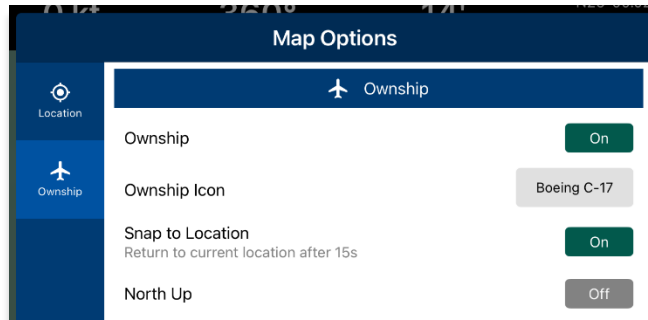 Map Options
Location
Ownship
Ownship
Ownship On
Ownship Icon Boeing C-17
Snap to Location On
Return to current location after 15s
North Up Off